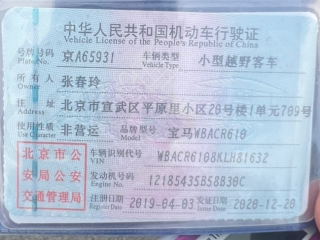 中华人民共和国机动车行驶证
Vehicle License of the People's Republic of China
号牌号码 京A65931 车辆类型 小型越野客车
Plate No. Vehicle Type
所有人 张春玲
Owner
住址 北京市宣武区平原里小区20号楼1单元709号
Address
使用性质 非营运 品牌型号 宝马WBACR610
Use Character Model
北京市公 车辆识别代号 WBACR6108KLH81632
VIN
安局公安 发动机号码 12185435B58B30C
Engine No.
交通管理局 注册日期 2019-04-03 发证日期 2020-12-20
Register Date Issue Date